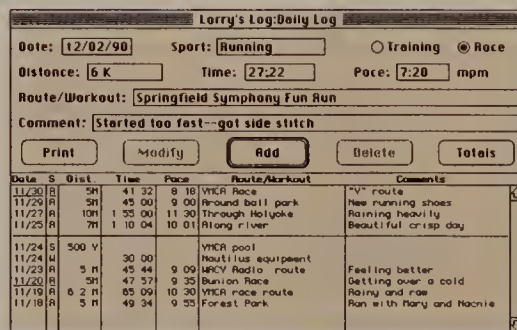 Lorry's Log:Daily Log
Date: 12/02/90 Sport: Running Training Race
Distance: 6 K Time: 27:22 Pace: 7:20 mpm
Route/Workout: Springfield Symphony Fun Run
Comment: Started too fast--got side stitch
Print Modify Add Delete Totals
Date S Dist. Time Pace Route/Workout Comments
11/30 R 5M 41 32 8 18 YMCA Race "Y" route
11/29 R 5M 45 00 9 00 Around ball park New running shoes
11/27 R 10M 1 55 00 11 30 Through Holyoke Raining heavily
11/25 R 7M 1 10 04 10 01 Along river Beautiful crisp day
11/24 S 500 Y YMCA pool
11/24 W 30 00 Nautilus equipment
11/23 R 5 M 45 44 9 09 WACY Radio route Feeling better
11/20 R 5M 47 57 9 35 Bunion Race Getting over a cold
11/19 R 6 2 M 65 09 10 30 YMCA race route Rainy and raw
11/18 R 5 M 49 34 9 55 Forest Park Ran with Mary and